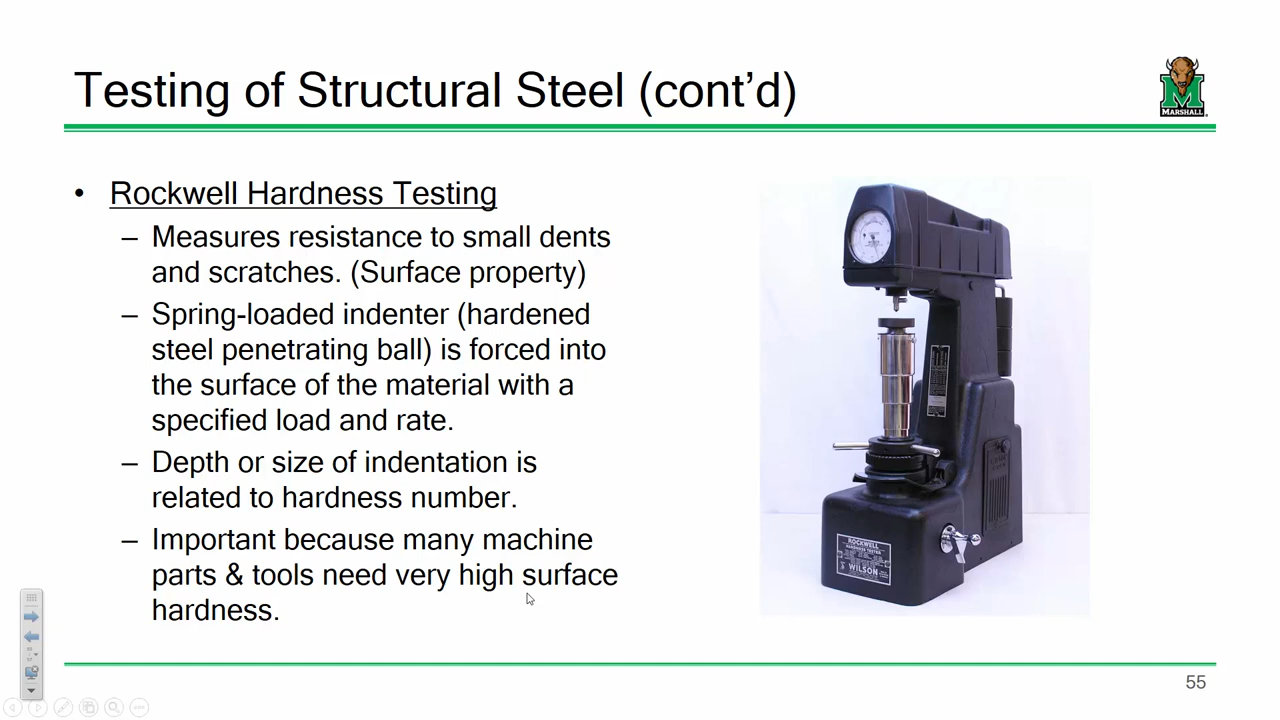 Testing of Structural Steel (cont’d)
MARSHALL
• Rockwell Hardness Testing
– Measures resistance to small dents
and scratches. (Surface property)
– Spring-loaded indenter (hardened
steel penetrating ball) is forced into
the surface of the material with a
specified load and rate.
– Depth or size of indentation is
related to hardness number.
– Important because many machine
parts & tools need very high surface
hardness.
ROCKWELL
HARDNESS TESTER
WILSON
55